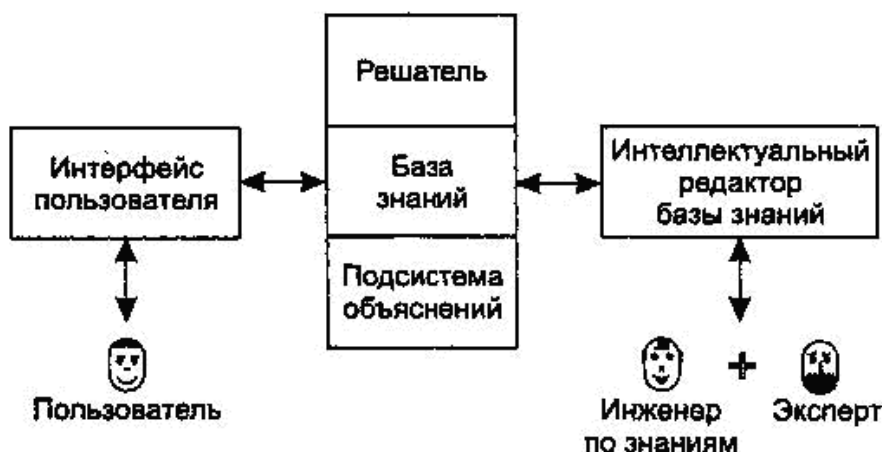 Решатель
Интерфейс
пользователя
База
знаний
Интеллектуальный
редактор
базы знаний
Подсистема
объяснений
Пользователь
Инженер
по знаниям
+
Эксперт